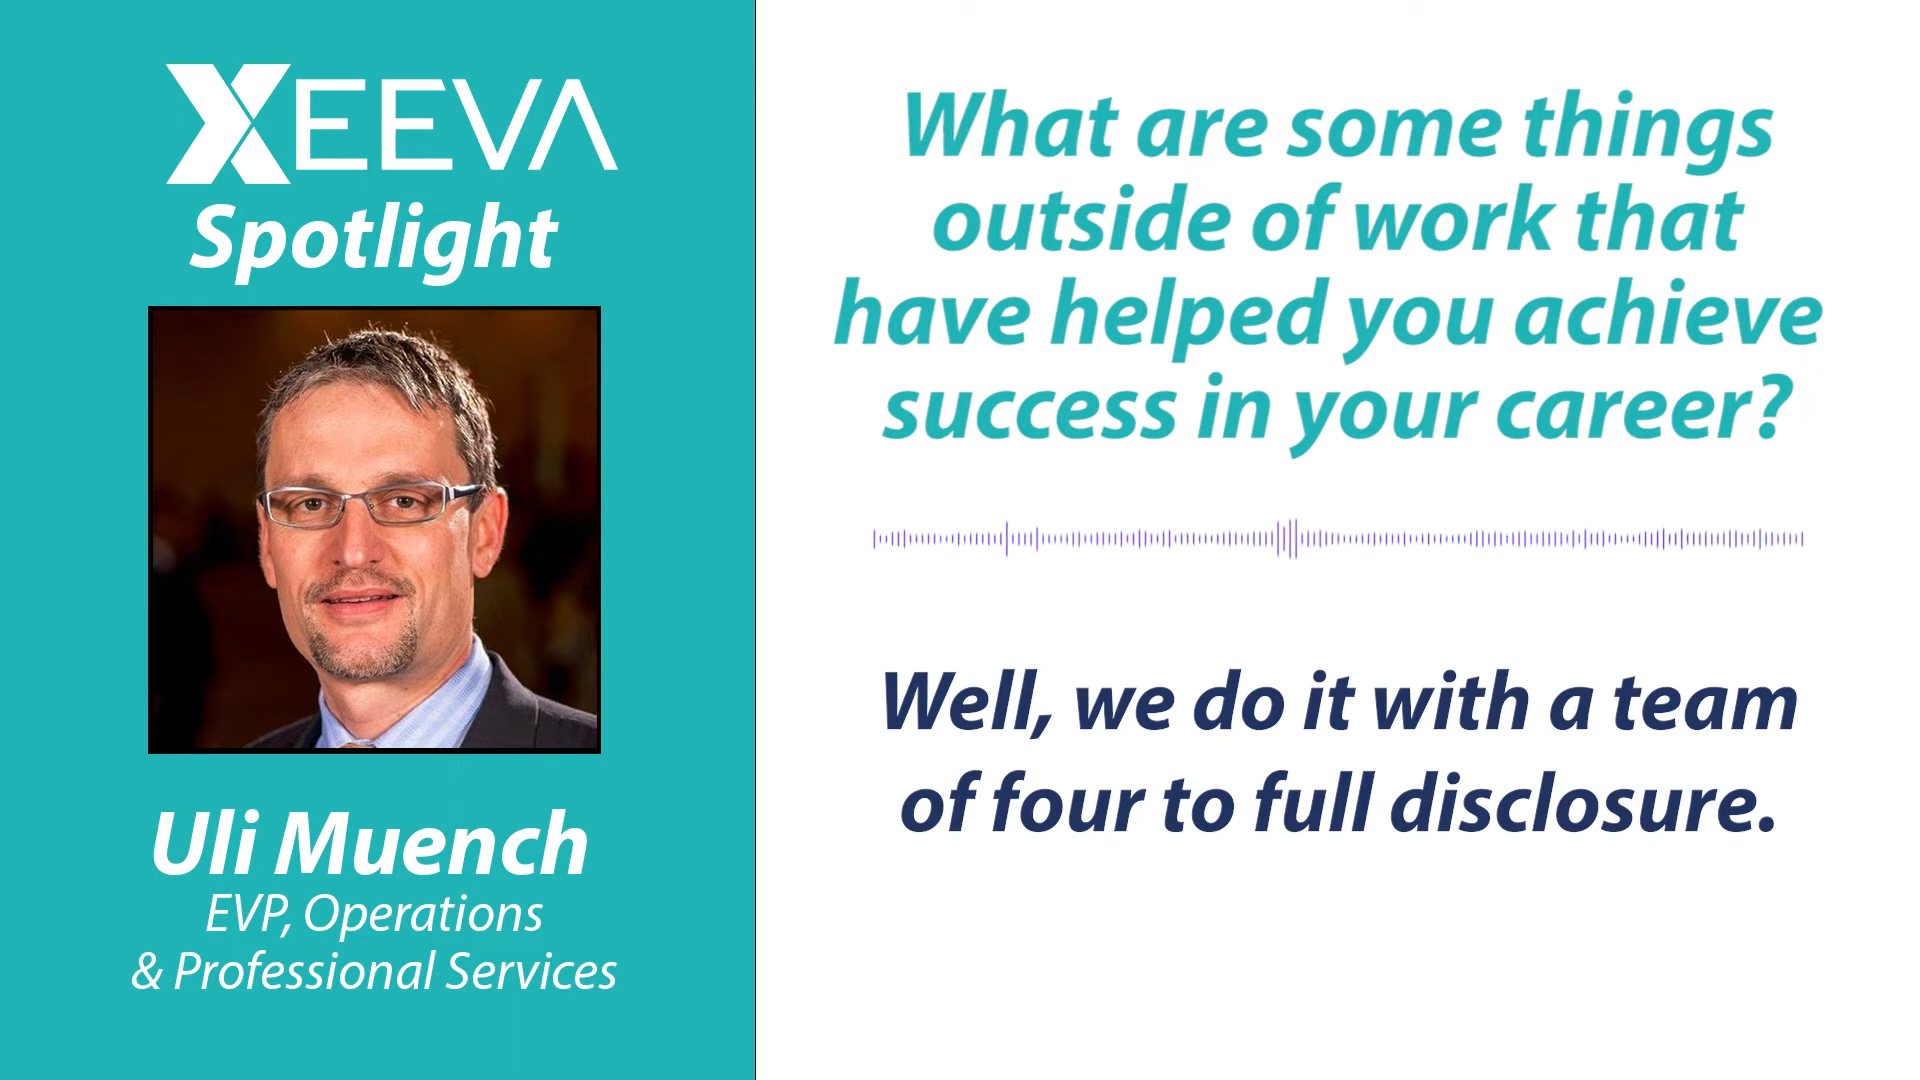 XEEVA
Spotlight
Uli Muench
EVP, Operations
& Professional Services
What are some things
outside of work that
have helped you achieve
success in your career?
Well, we do it with a team
of four to full disclosure.